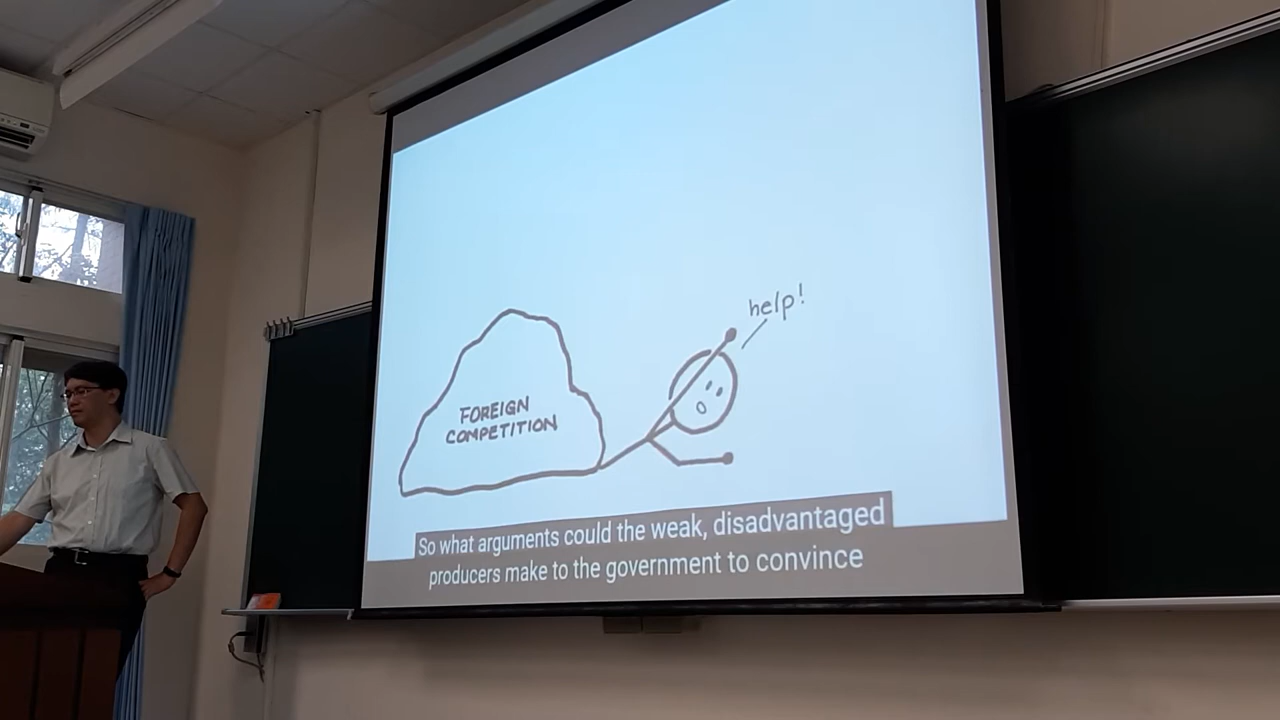 help!
FOREIGN
COMPETITION
So what arguments could the weak, disadvantaged
producers make to the government to convince